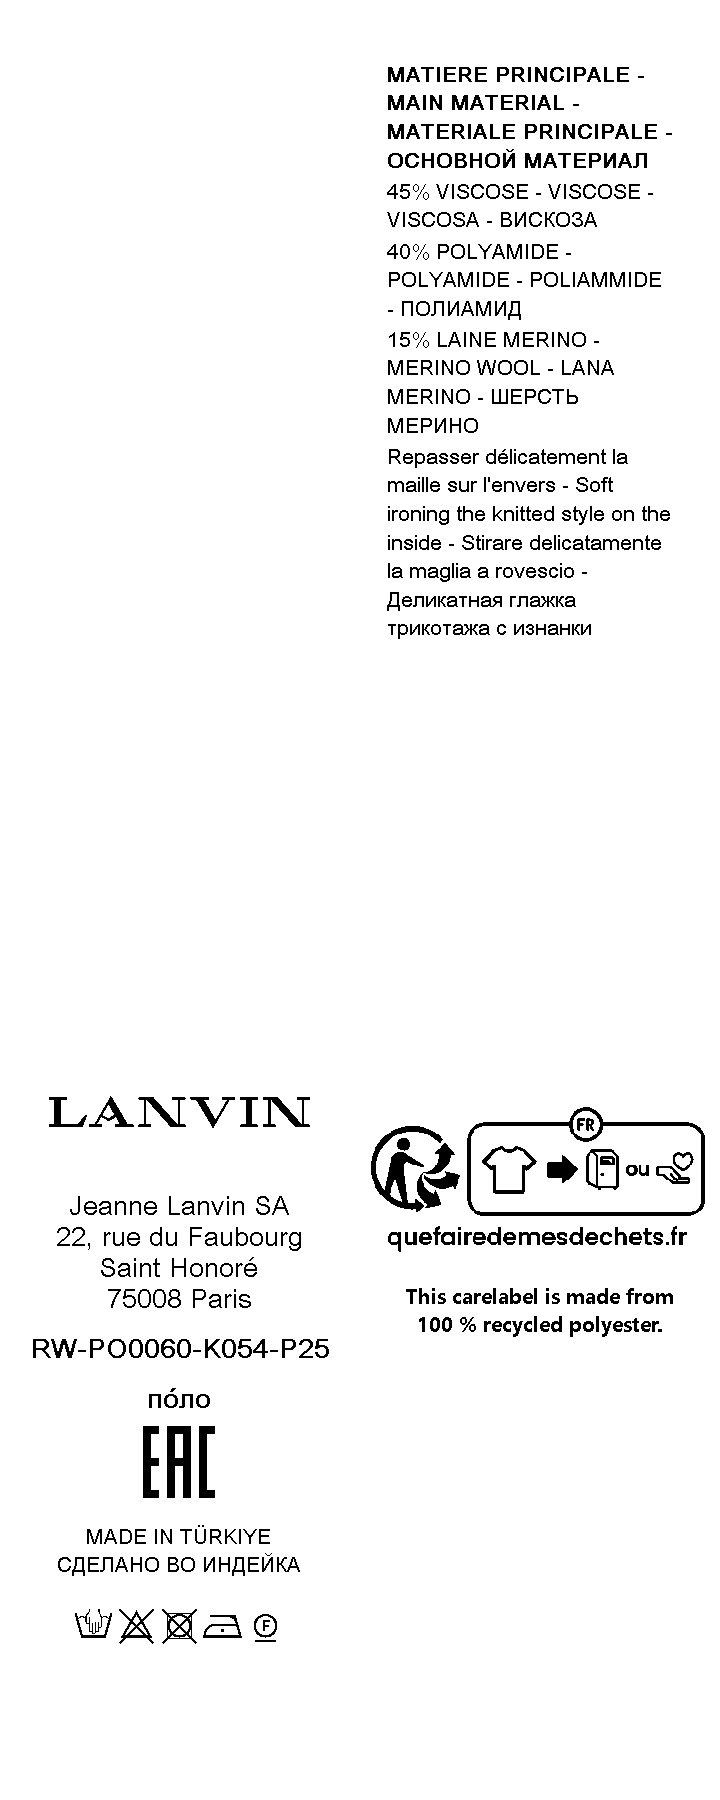 MATIERE PRINCIPALE -
MAIN MATERIAL -
MATERIALE PRINCIPALE -
ОСНОВНОЙ МАТЕРИАЛ
45% VISCOSE - VISCOSE -
VISCOSA - ВИСКОЗА
40% POLYAMIDE -
POLYAMIDE - POLIAMMIDE
- ПОЛИАМИД
15% LAINE MERINO -
MERINO WOOL - LANA
MERINO - ШЕРСТЬ
МЕРИНО
Repasser délicatement la
maille sur l'envers - Soft
ironing the knitted style on the
inside - Stirare delicatamente
la maglia a rovescio -
Деликатная глажка
трикотажа с изнанки
LANVIN
Jeanne Lanvin SA
22, rue du Faubourg
Saint Honoré
75008 Paris
RW-PO0060-K054-P25
по́ло
EAC
MADE IN TÜRKIYE
СДЕЛАНО ВО ИНДЕЙКА
F
FR
ou
quefairedemesdechets.fr
This carelabel is made from
100 % recycled polyester.